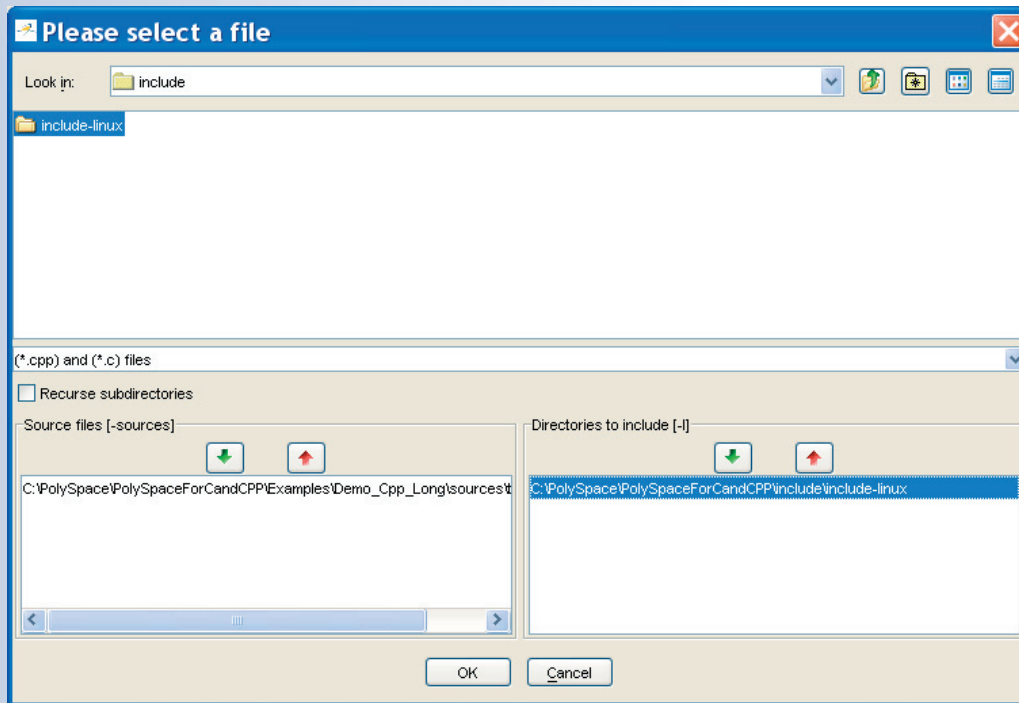 Please select a file
Look in:
include
include-linux
(*.cpp) and (*.c) files
Recurse subdirectories
Source files [-sources]
C:\PolySpace\PolySpaceForCandCPP\Examples\Demo_Cpp_Long\sources\t
Directories to include [-I]
C:\PolySpace\PolySpaceForCandCPP\include\include-linux
OK
Cancel